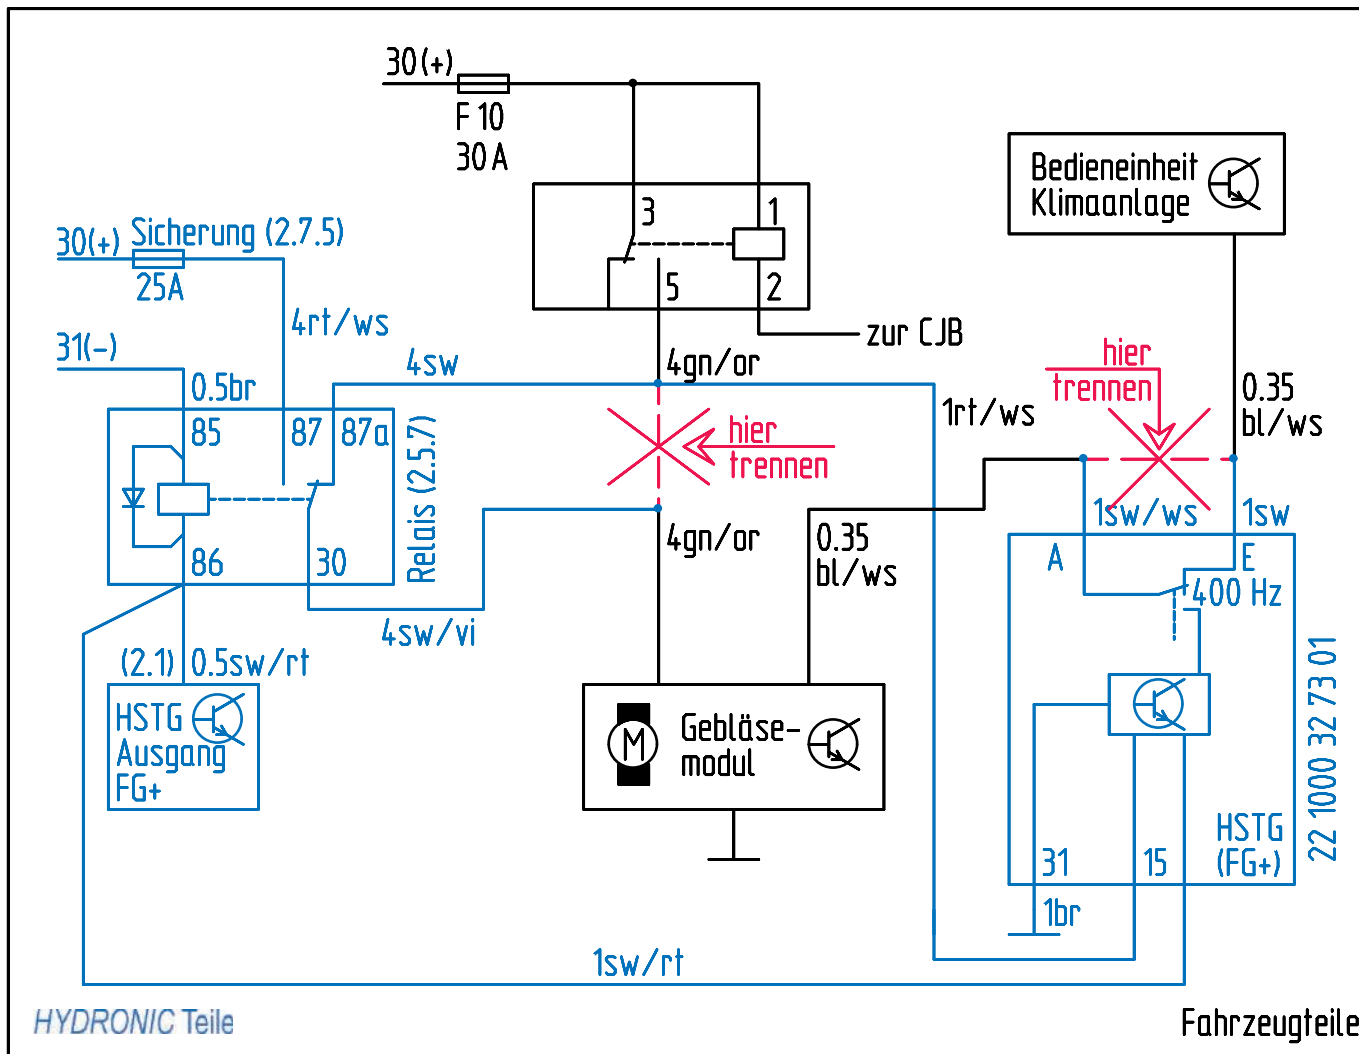 30(+)
F 10
30 A
Bedieneinheit
Klimaanlage
3
1
5
2
zur CJB
30(+)
Sicherung (2.7.5)
25A
4rt/ws
31(-)
0.5br
4sw
4gn/or
1rt/ws
hier
trennen
0.35
bl/ws
85
87
87a
Relais (2.5.7)
hier
trennen
86
30
4sw/vi
4gn/or
0.35
bl/ws
1sw/ws
1sw
A
E
400 Hz
22 1000 32 73 01
(2.1)
0.5sw/rt
HSTG
Ausgang
FG+
M
Gebläse-
modul
HSTG
(FG+)
31
15
1br
1sw/rt
HYDRONIC Teile
Fahrzeugteile